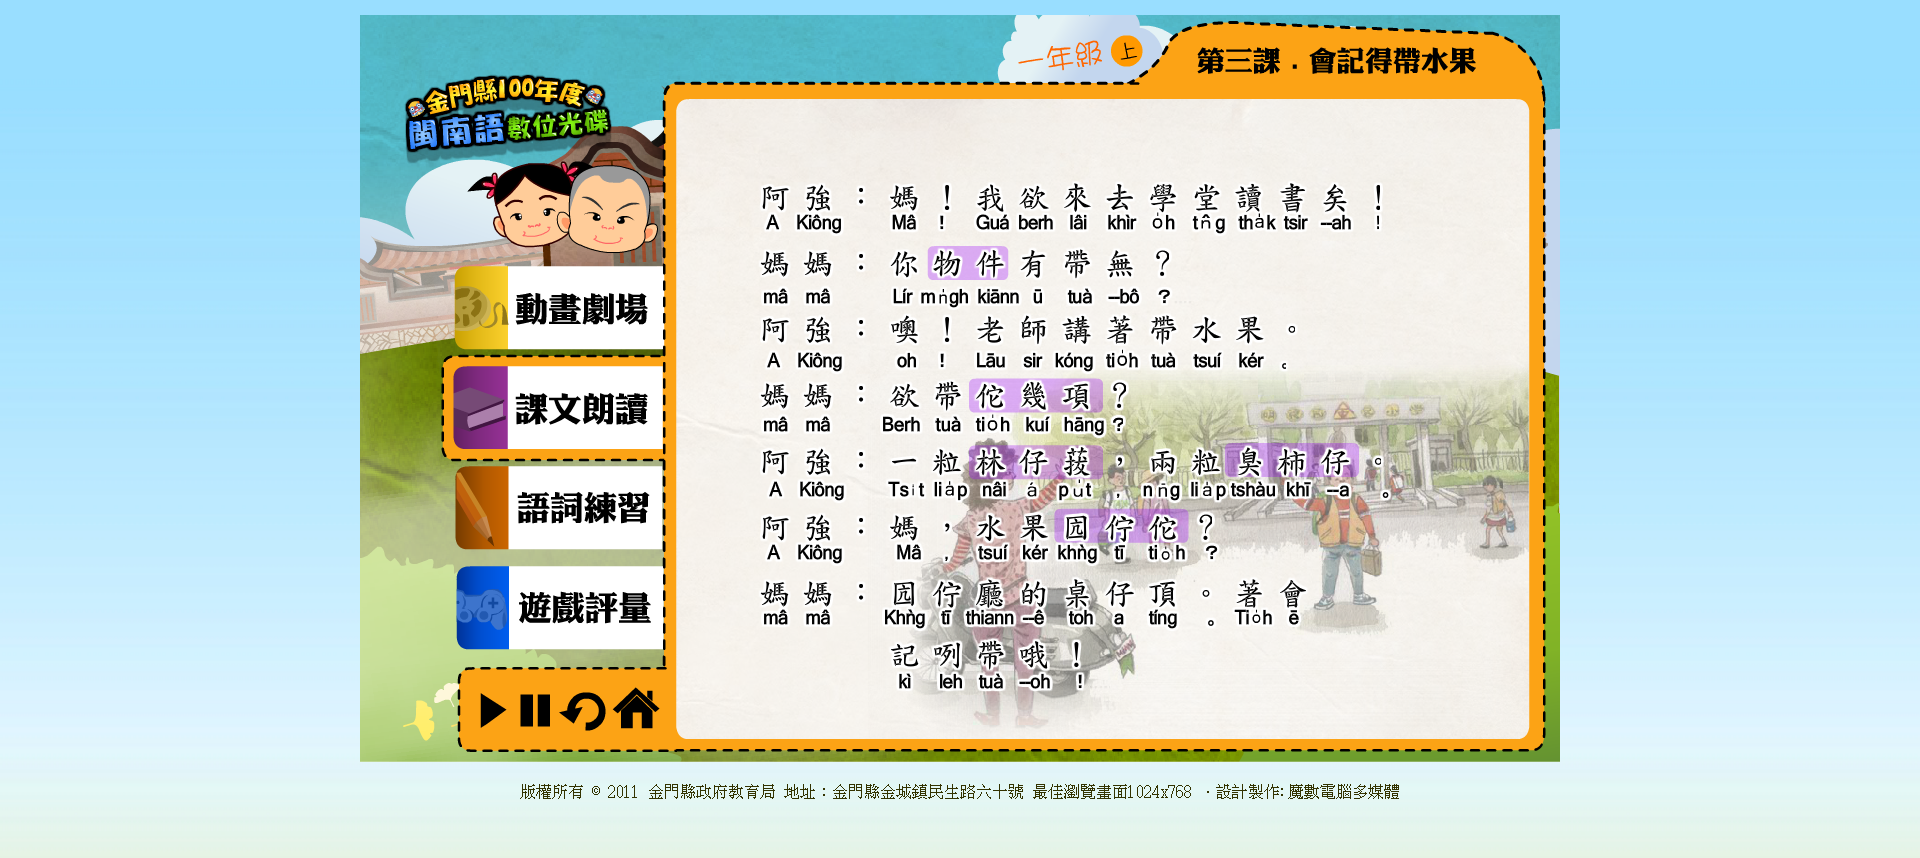 一年級 上
第三課．會記得帶水果
金門縣100年度
閩南語數位光碟
動畫劇場
課文朗讀
語詞練習
遊戲評量
阿強：媽！我欲來去學堂讀書矣！
A Kiông Mâ ! Guá berh lâi khìr o̍h tn̂g tha̍k tsir --ah !
媽媽：你物件有帶無？
mâ mâ Lír mn̍gh kiānn ū tuà --bô ?
阿強：噢！老師講著帶水果。
A Kiông oh ! Lāu sir kóng tio̍h tuà tsuí kér 。
媽媽：欲帶佗幾項？
mâ mâ Berh tuà tio̍h kuí hāng ?
阿強：一粒林仔菝，兩粒臭柿仔。
A Kiông Tsi̍t lia̍p nâi á pu̍t , nn̄g lia̍p tshàu khī --a 。
阿強：媽，水果囥佇佗？
A Kiông Mâ , tsuí kér khǹg tī tio̍h ?
媽媽：囥佇廳的桌仔頂。著會
mâ mâ Khǹg tī thiann --ê toh a tíng 。 Tio̍h ē
記咧帶哦！
kì leh tuà --oh !
版權所有 © 2011 金門縣政府教育局 地址：金門縣金城鎮民生路六十號 最佳瀏覽畫面1024x768 ．設計製作: 魔數電腦多媒體